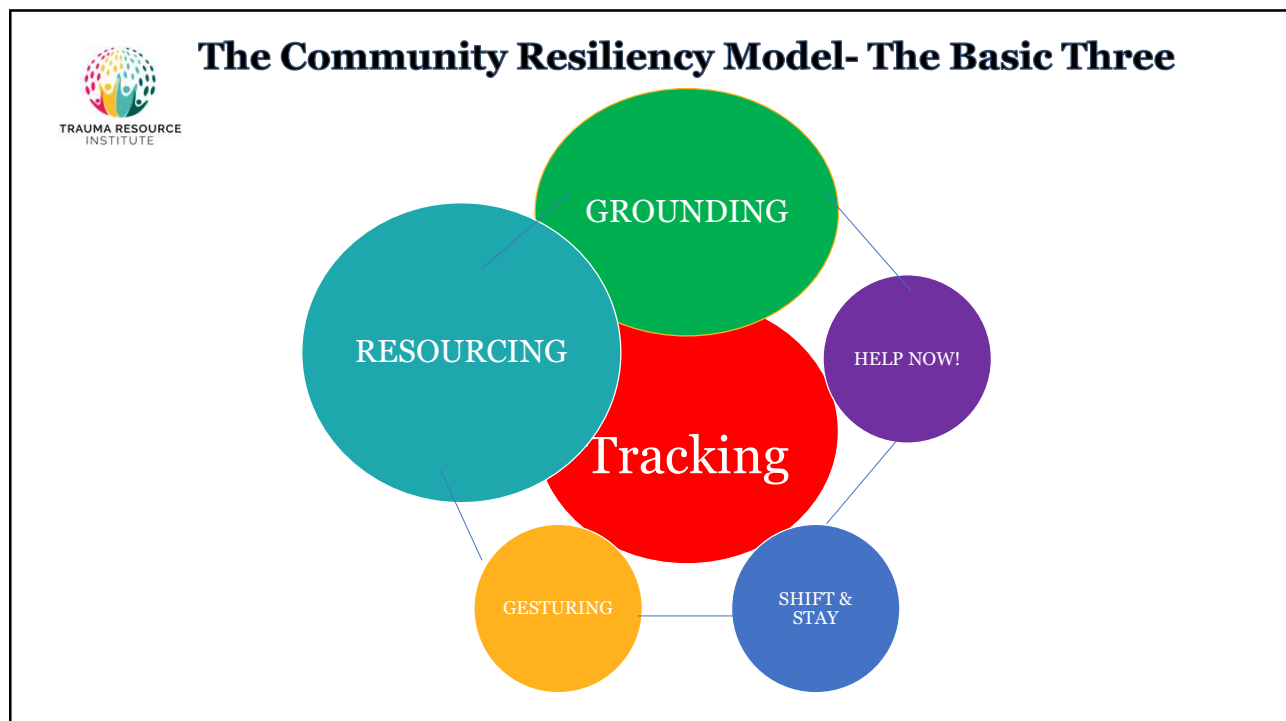 The Community Resiliency Model- The Basic Three
TRAUMA RESOURCE
INSTITUTE
GROUNDING
RESOURCING
HELP NOW!
Tracking
GESTURING
SHIFT &
STAY